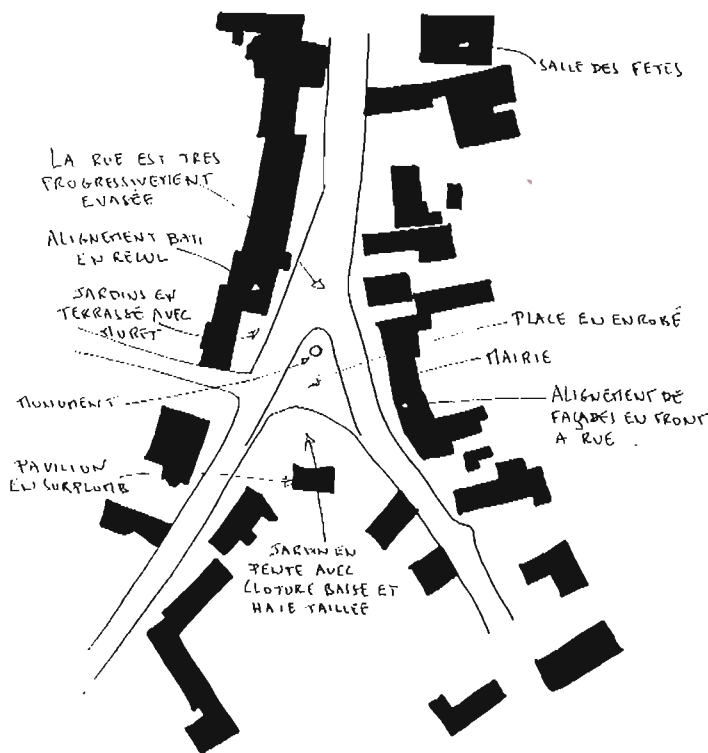 SALLE DES FETES
LA RUE EST TRES
PROGRESSIVEMENT
EVASÉE
ALIGNEMENT BATI
EN RECUL
JARDINS EN
TERRASSE AVEC
MURET
PLACE EN ENROBÉ
MAIRIE
MONUMENT
ALIGNEMENT DE
FAÇADES EN FRONT
A RUE.
PAVILION
EN SURPLOMB
JARDIN EN
PENTE AVEC
CLOTURE BASSE ET
HAIE TAILLÉE